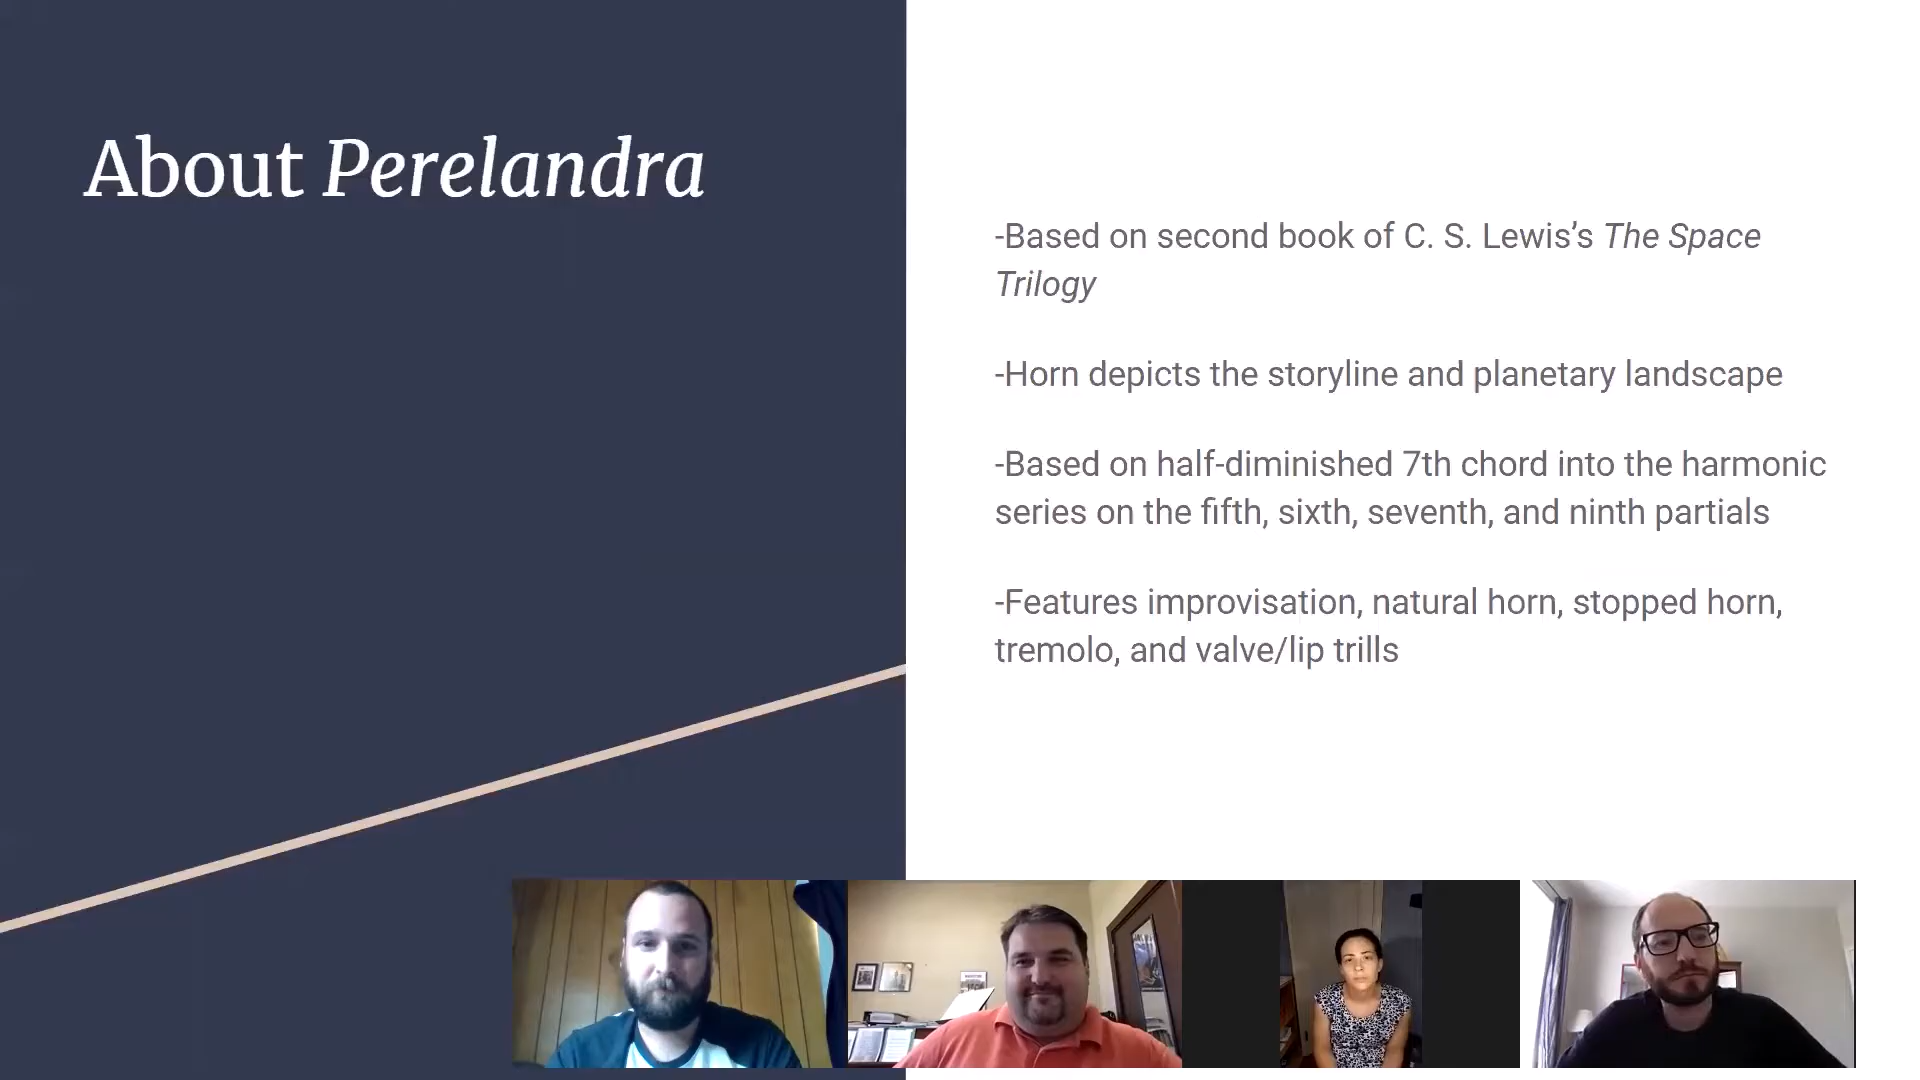 About Perelandra
-Based on second book of C. S. Lewis’s The Space
Trilogy
-Horn depicts the storyline and planetary landscape
-Based on half-diminished 7th chord into the harmonic
series on the fifth, sixth, seventh, and ninth partials
-Features improvisation, natural horn, stopped horn,
tremolo, and valve/lip trills